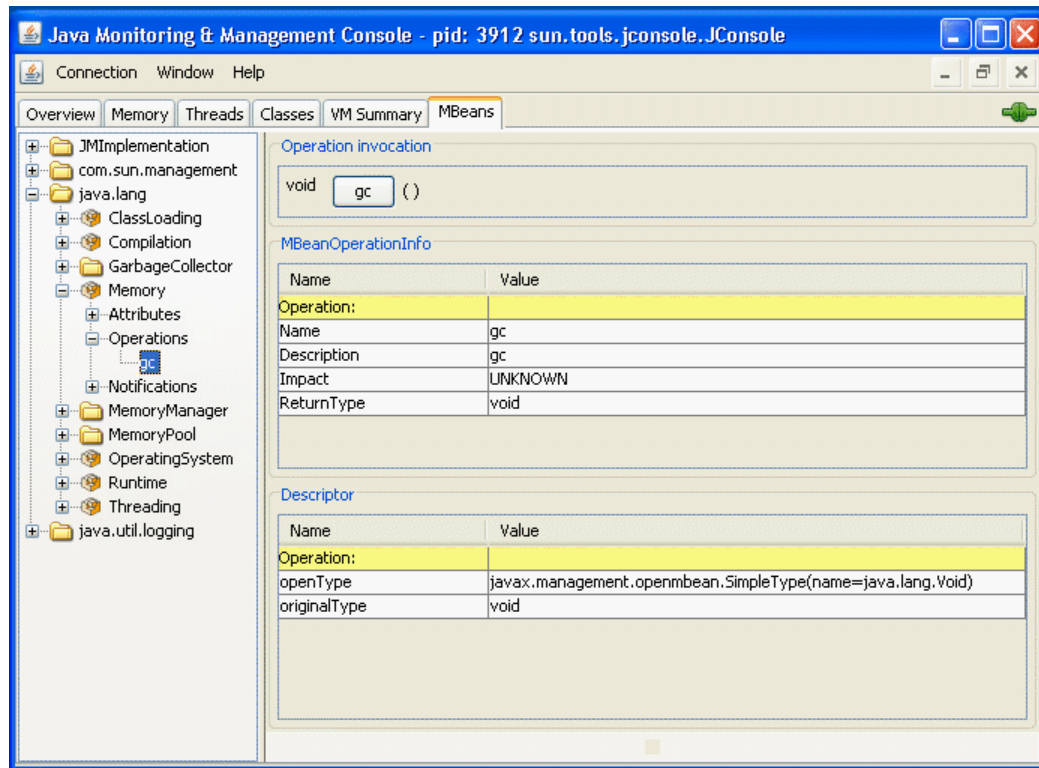 Java Monitoring & Management Console - pid: 3912 sun.tools.jconsole.JConsole
Connection Window Help
Overview Memory Threads Classes VM Summary MBeans
JMImplementation
com.sun.management
java.lang
ClassLoading
Compilation
GarbageCollector
Memory
Attributes
Operations
gc
Notifications
MemoryManager
MemoryPool
OperatingSystem
Runtime
Threading
java.util.logging
Operation invocation
void gc ()
MBeanOperationInfo
Name Value
Operation:
Name gc
Description gc
Impact UNKNOWN
ReturnType void
Descriptor
Name Value
Operation:
openType javax.management.openmbean.SimpleType(name=java.lang.Void)
originalType void